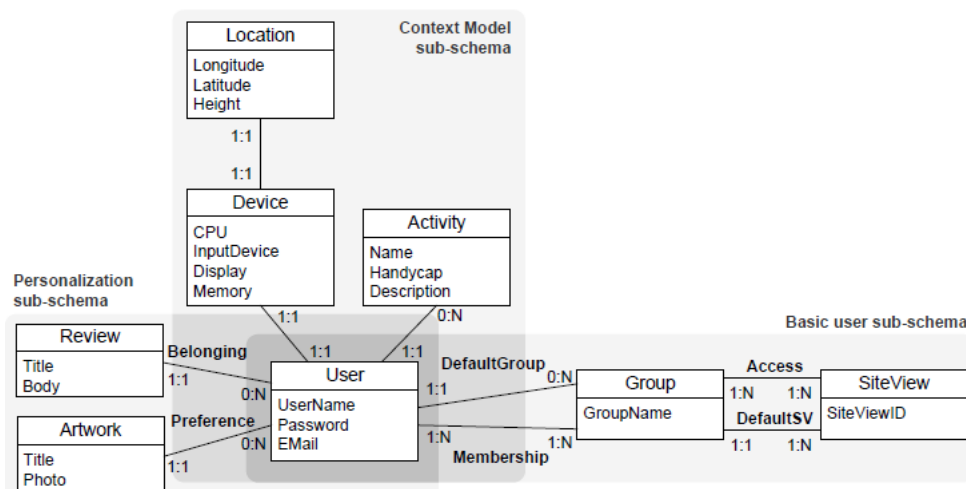 Context Model
sub-schema
Location
Longitude
Latitude
Height
1:1
1:1
Device
CPU
InputDevice
Display
Memory
Activity
Name
Handycap
Description
Personalization
sub-schema
1:1
0:N
Basic user sub-schema
Review
Title
Body
Belonging
1:1
0:N
1:1
1:1
User
UserName
Password
EMail
DefaultGroup
1:1
0:N
Group
GroupName
Access
1:N
1:N
DefaultSV
1:1
1:N
SiteView
SiteViewID
Artwork
Title
Photo
Preference
1:1
0:N
1:N
1:N
Membership